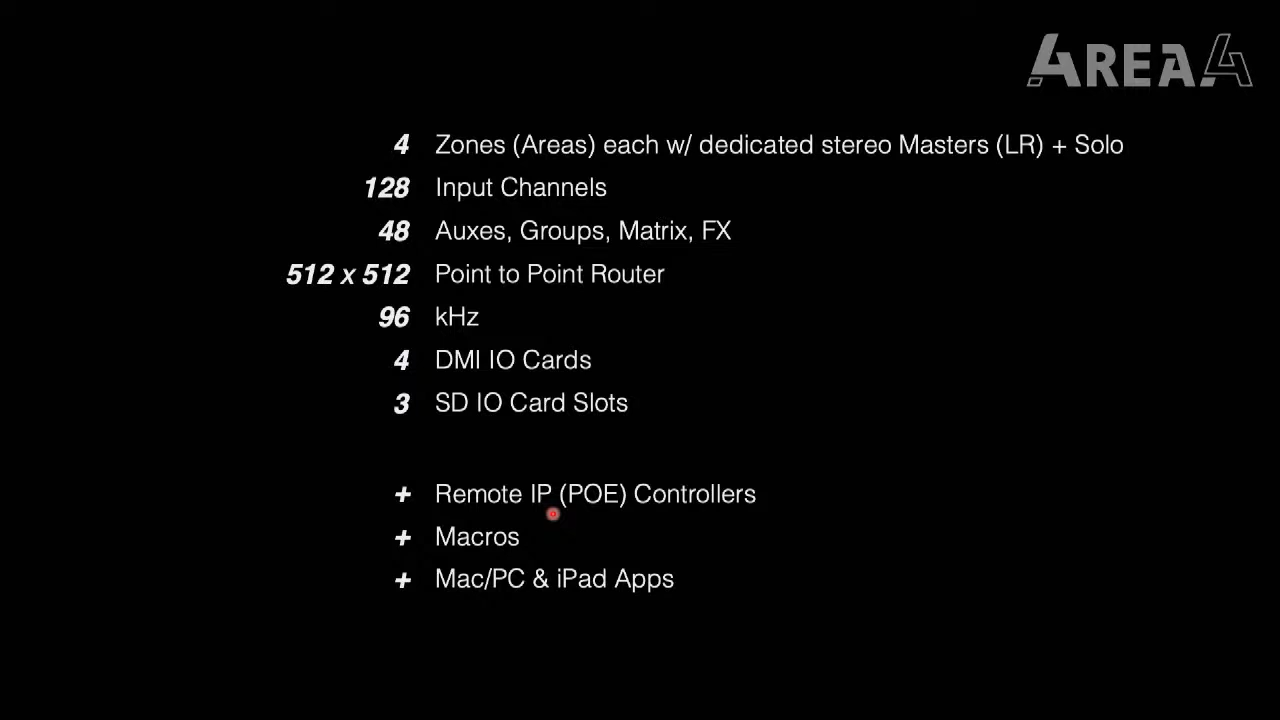 AREA4
4 Zones (Areas) each w/ dedicated stereo Masters (LR) + Solo
128 Input Channels
48 Auxes, Groups, Matrix, FX
512 x 512 Point to Point Router
96 kHz
4 DMI IO Cards
3 SD IO Card Slots
+ Remote IP (POE) Controllers
+ Macros
+ Mac/PC & iPad Apps